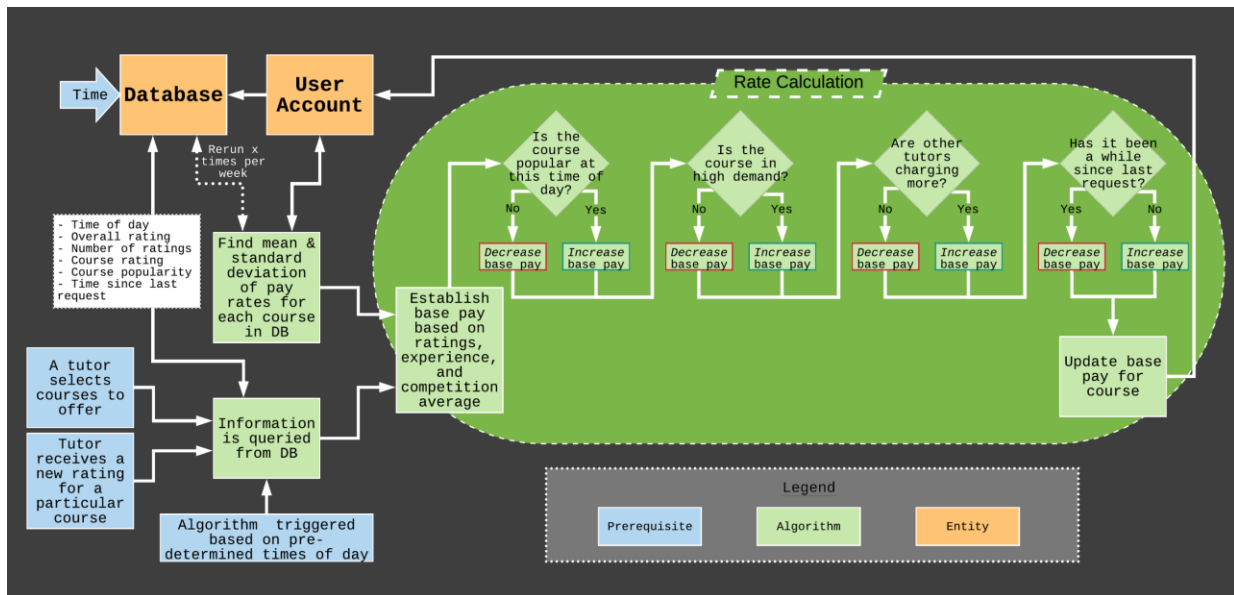 Rate Calculation
Time
Database
User
Account
Rerun x
times per
week
- Time of day
- Overall rating
- Number of ratings
- Course rating
- Course popularity
- Time since last
request
Find mean &
standard
deviation
of pay
rates for
each course
in DB
A tutor
selects
courses to
offer
Tutor
receives a
new rating
for a
particular
course
Information
is queried
from DB
Algorithm triggered
based on pre-
determined times of day
Establish
base pay
based on
ratings,
experience,
and
competition
average
Is the
course
popular at
this time of
day?
No
Yes
Decrease
base pay
Increase
base pay
Is the
course in
high demand?
No
Yes
Decrease
base pay
Increase
base pay
Are other
tutors
charging
more?
No
Yes
Decrease
base pay
Increase
base pay
Has it been
a while
since last
request?
Yes
No
Decrease
base pay
Increase
base pay
Update base
pay for
course
Legend
Prerequisite
Algorithm
Entity